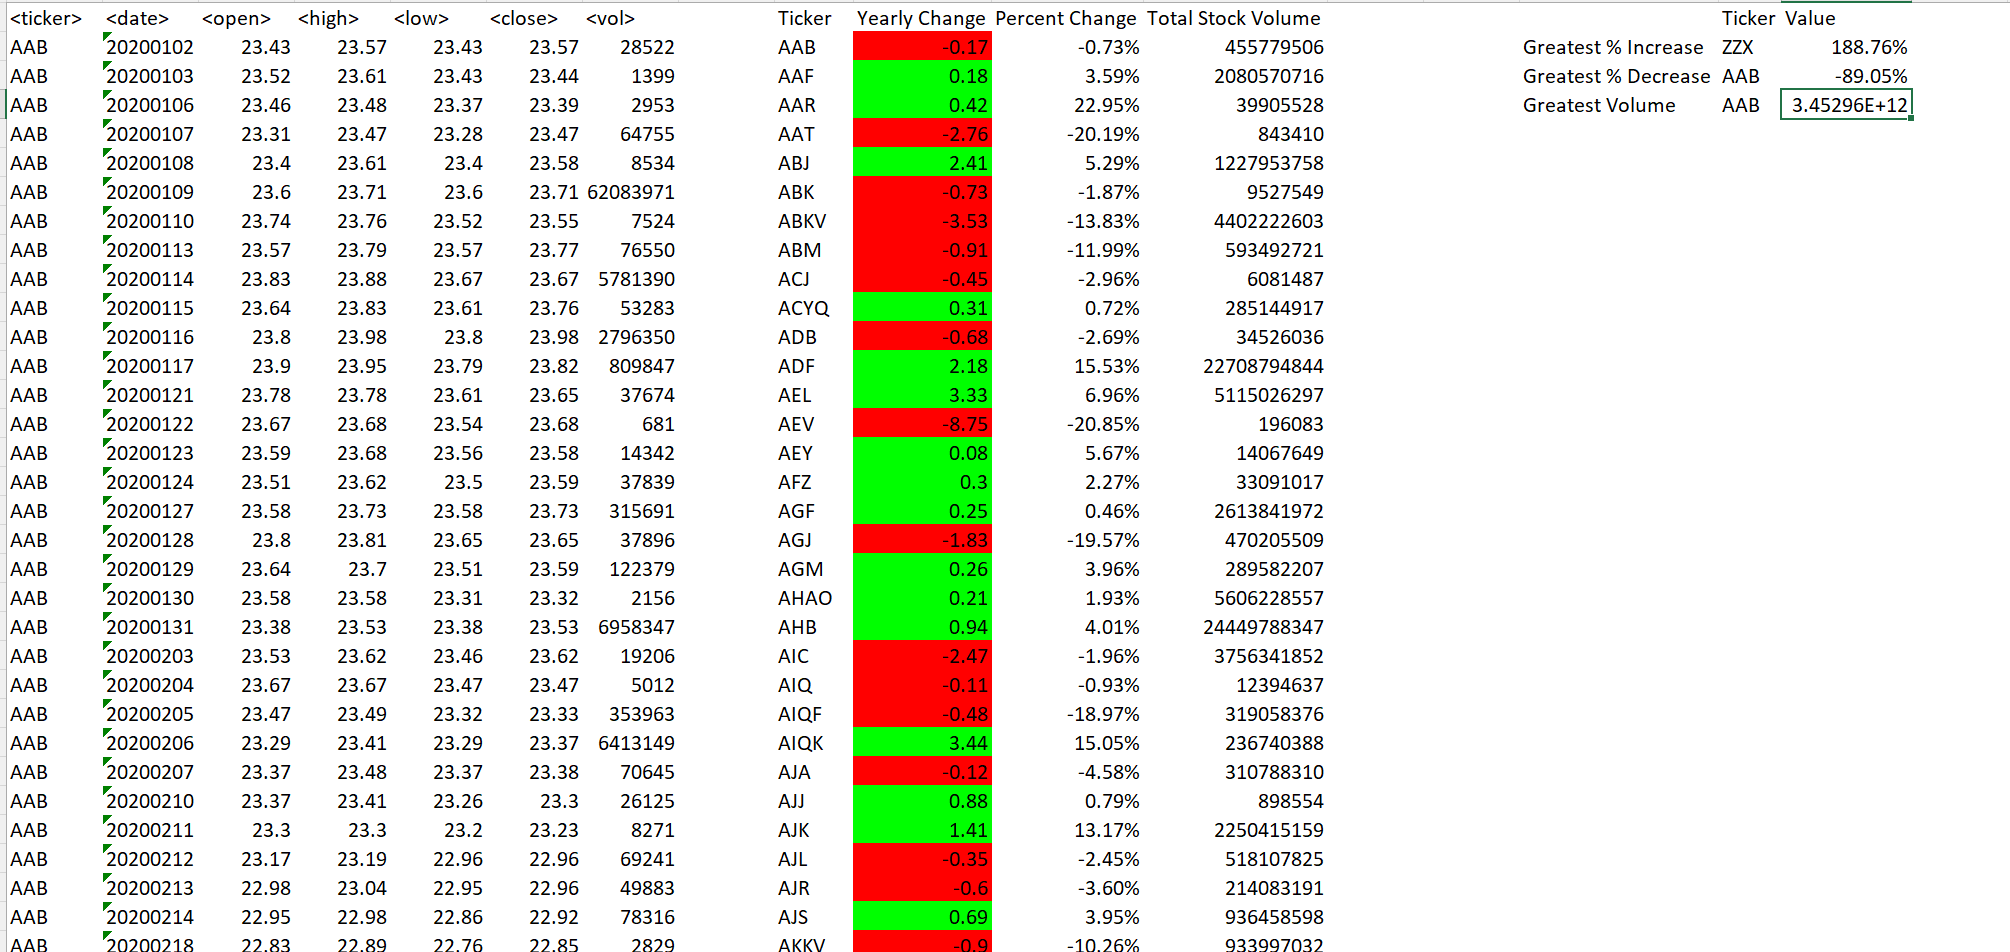 <ticker> <date> <open> <high> <low> <close> <vol> Ticker Yearly Change Percent Change Total Stock Volume Ticker Value
AAB 20200102 23.43 23.57 23.43 23.57 28522 AAB -0.17 -0.73% 455779506 Greatest % Increase ZZX 188.76%
AAB 20200103 23.52 23.61 23.43 23.44 1399 AAF 0.18 3.59% 2080570716 Greatest % Decrease AAB -89.05%
AAB 20200106 23.46 23.48 23.37 23.39 2953 AAR 0.42 22.95% 39905528 Greatest Volume AAB 3.45296E+12
AAB 20200107 23.31 23.47 23.28 23.47 64755 AAT -2.76 -20.19% 843410
AAB 20200108 23.4 23.61 23.4 23.58 8534 ABJ 2.41 5.29% 1227953758
AAB 20200109 23.6 23.71 23.6 23.71 62083971 ABK -0.73 -1.87% 9527549
AAB 20200110 23.74 23.76 23.52 23.55 7524 ABKV -3.53 -13.83% 4402222603
AAB 20200113 23.57 23.79 23.57 23.77 76550 ABM -0.91 -11.99% 593492721
AAB 20200114 23.83 23.88 23.67 23.67 5781390 ACJ -0.45 -2.96% 6081487
AAB 20200115 23.64 23.83 23.61 23.76 53283 ACYQ 0.31 0.72% 285144917
AAB 20200116 23.8 23.98 23.8 23.98 2796350 ADB -0.68 -2.69% 34526036
AAB 20200117 23.9 23.95 23.79 23.82 809847 ADF 2.18 15.53% 22708794844
AAB 20200121 23.78 23.78 23.61 23.65 37674 AEL 3.33 6.96% 5115026297
AAB 20200122 23.67 23.68 23.54 23.68 681 AEV -8.75 -20.85% 196083
AAB 20200123 23.59 23.68 23.56 23.58 14342 AEY 0.08 5.67% 14067649
AAB 20200124 23.51 23.62 23.5 23.59 37839 AFZ 0.3 2.27% 33091017
AAB 20200127 23.58 23.73 23.58 23.73 315691 AGF 0.25 0.46% 2613841972
AAB 20200128 23.8 23.81 23.65 23.65 37896 AGJ -1.83 -19.57% 470205509
AAB 20200129 23.64 23.7 23.51 23.59 122379 AGM 0.26 3.96% 289582207
AAB 20200130 23.58 23.58 23.31 23.32 2156 AHAO 0.21 1.93% 5606228557
AAB 20200131 23.38 23.53 23.38 23.53 6958347 AHB 0.94 4.01% 24449788347
AAB 20200203 23.53 23.62 23.46 23.62 19206 AIC -2.47 -1.96% 3756341852
AAB 20200204 23.67 23.67 23.47 23.47 5012 AIQ -0.11 -0.93% 12394637
AAB 20200205 23.47 23.49 23.32 23.33 353963 AIQF -0.48 -18.97% 319058376
AAB 20200206 23.29 23.41 23.29 23.37 6413149 AIQK 3.44 15.05% 236740388
AAB 20200207 23.37 23.48 23.37 23.38 70645 AJA -0.12 -4.58% 310788310
AAB 20200210 23.37 23.41 23.26 23.3 26125 AJJ 0.88 0.79% 898554
AAB 20200211 23.3 23.3 23.2 23.23 8271 AJK 1.41 13.17% 2250415159
AAB 20200212 23.17 23.19 22.96 22.96 69241 AJL -0.35 -2.45% 518107825
AAB 20200213 22.98 23.04 22.95 22.96 49883 AJR -0.6 -3.60% 214083191
AAB 20200214 22.95 22.98 22.86 22.92 78316 AJS 0.69 3.95% 936458598
AAB 20200218 22.83 22.89 22.76 22.85 2829 AKKV -0.9 -10.26% 933997032